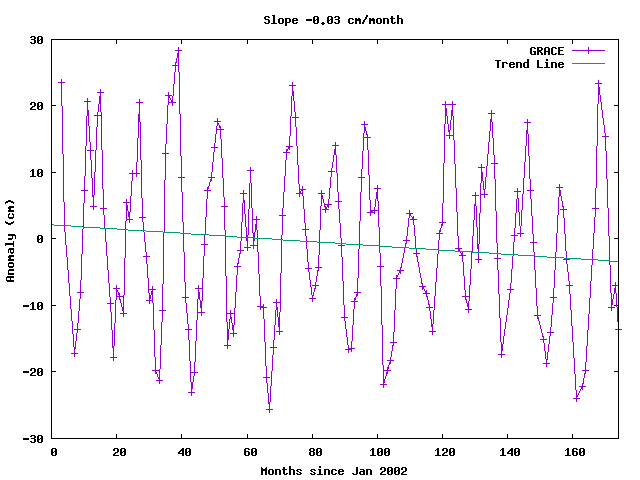 Slope -0.03 cm/month
GRACE
Trend Line
30
20
10
0
-10
-20
-30
Anomaly (cm)
0 20 40 60 80 100 120 140 160
Months since Jan 2002